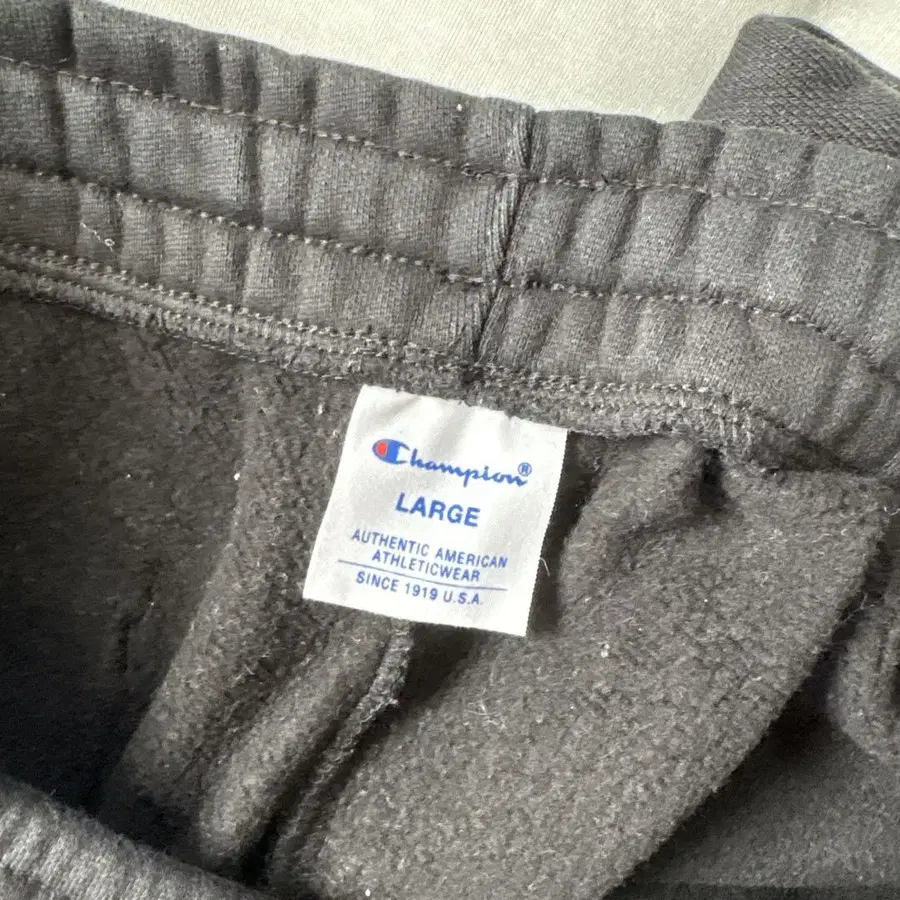 Champion®
LARGE
AUTHENTIC AMERICAN
ATHLETICWEAR
SINCE 1919 U.S.A.